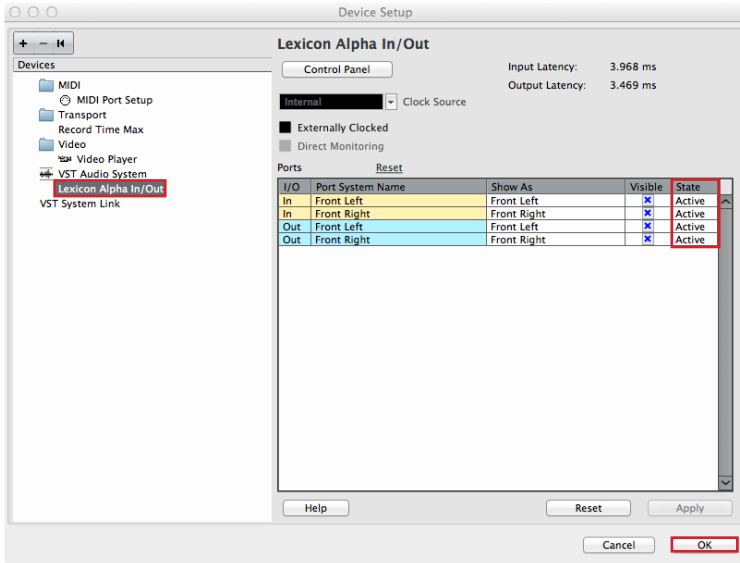 Device Setup
Devices
MIDI
MIDI Port Setup
Transport
Record Time Max
Video
Video Player
VST Audio System
Lexicon Alpha In/Out
VST System Link
Lexicon Alpha In/Out
Control Panel
Input Latency: 3.968 ms
Output Latency: 3.469 ms
Internal Clock Source
Externally Clocked
Direct Monitoring
Ports Reset
I/O Port System Name Show As Visible State
In Front Left Front Left Active
In Front Right Front Right Active
Out Front Left Front Left Active
Out Front Right Front Right Active
Help Reset Apply
Cancel OK